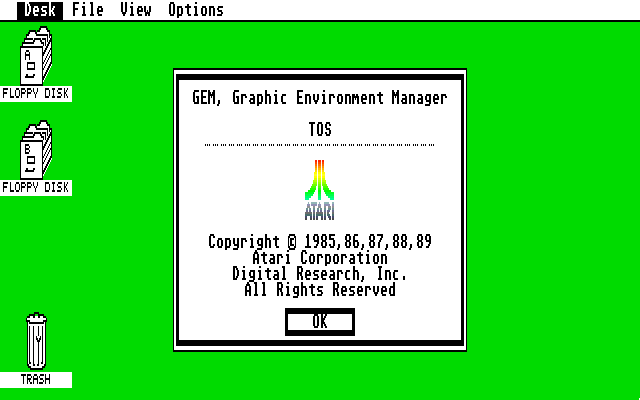 Desk File View Options
A
FLOPPY DISK
B
FLOPPY DISK
TRASH
GEM, Graphic Environment Manager
TOS
ATARI
Copyright © 1985,86,87,88,89
Atari Corporation
Digital Research, Inc.
All Rights Reserved
OK